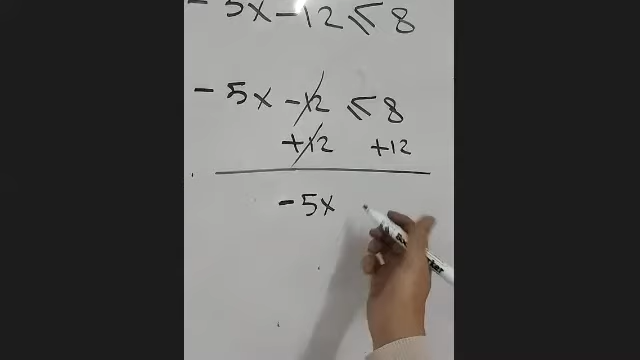 - 5x - 12 ≤ 8
- 5x - 12 ≤ 8
+12 +12
- 5x